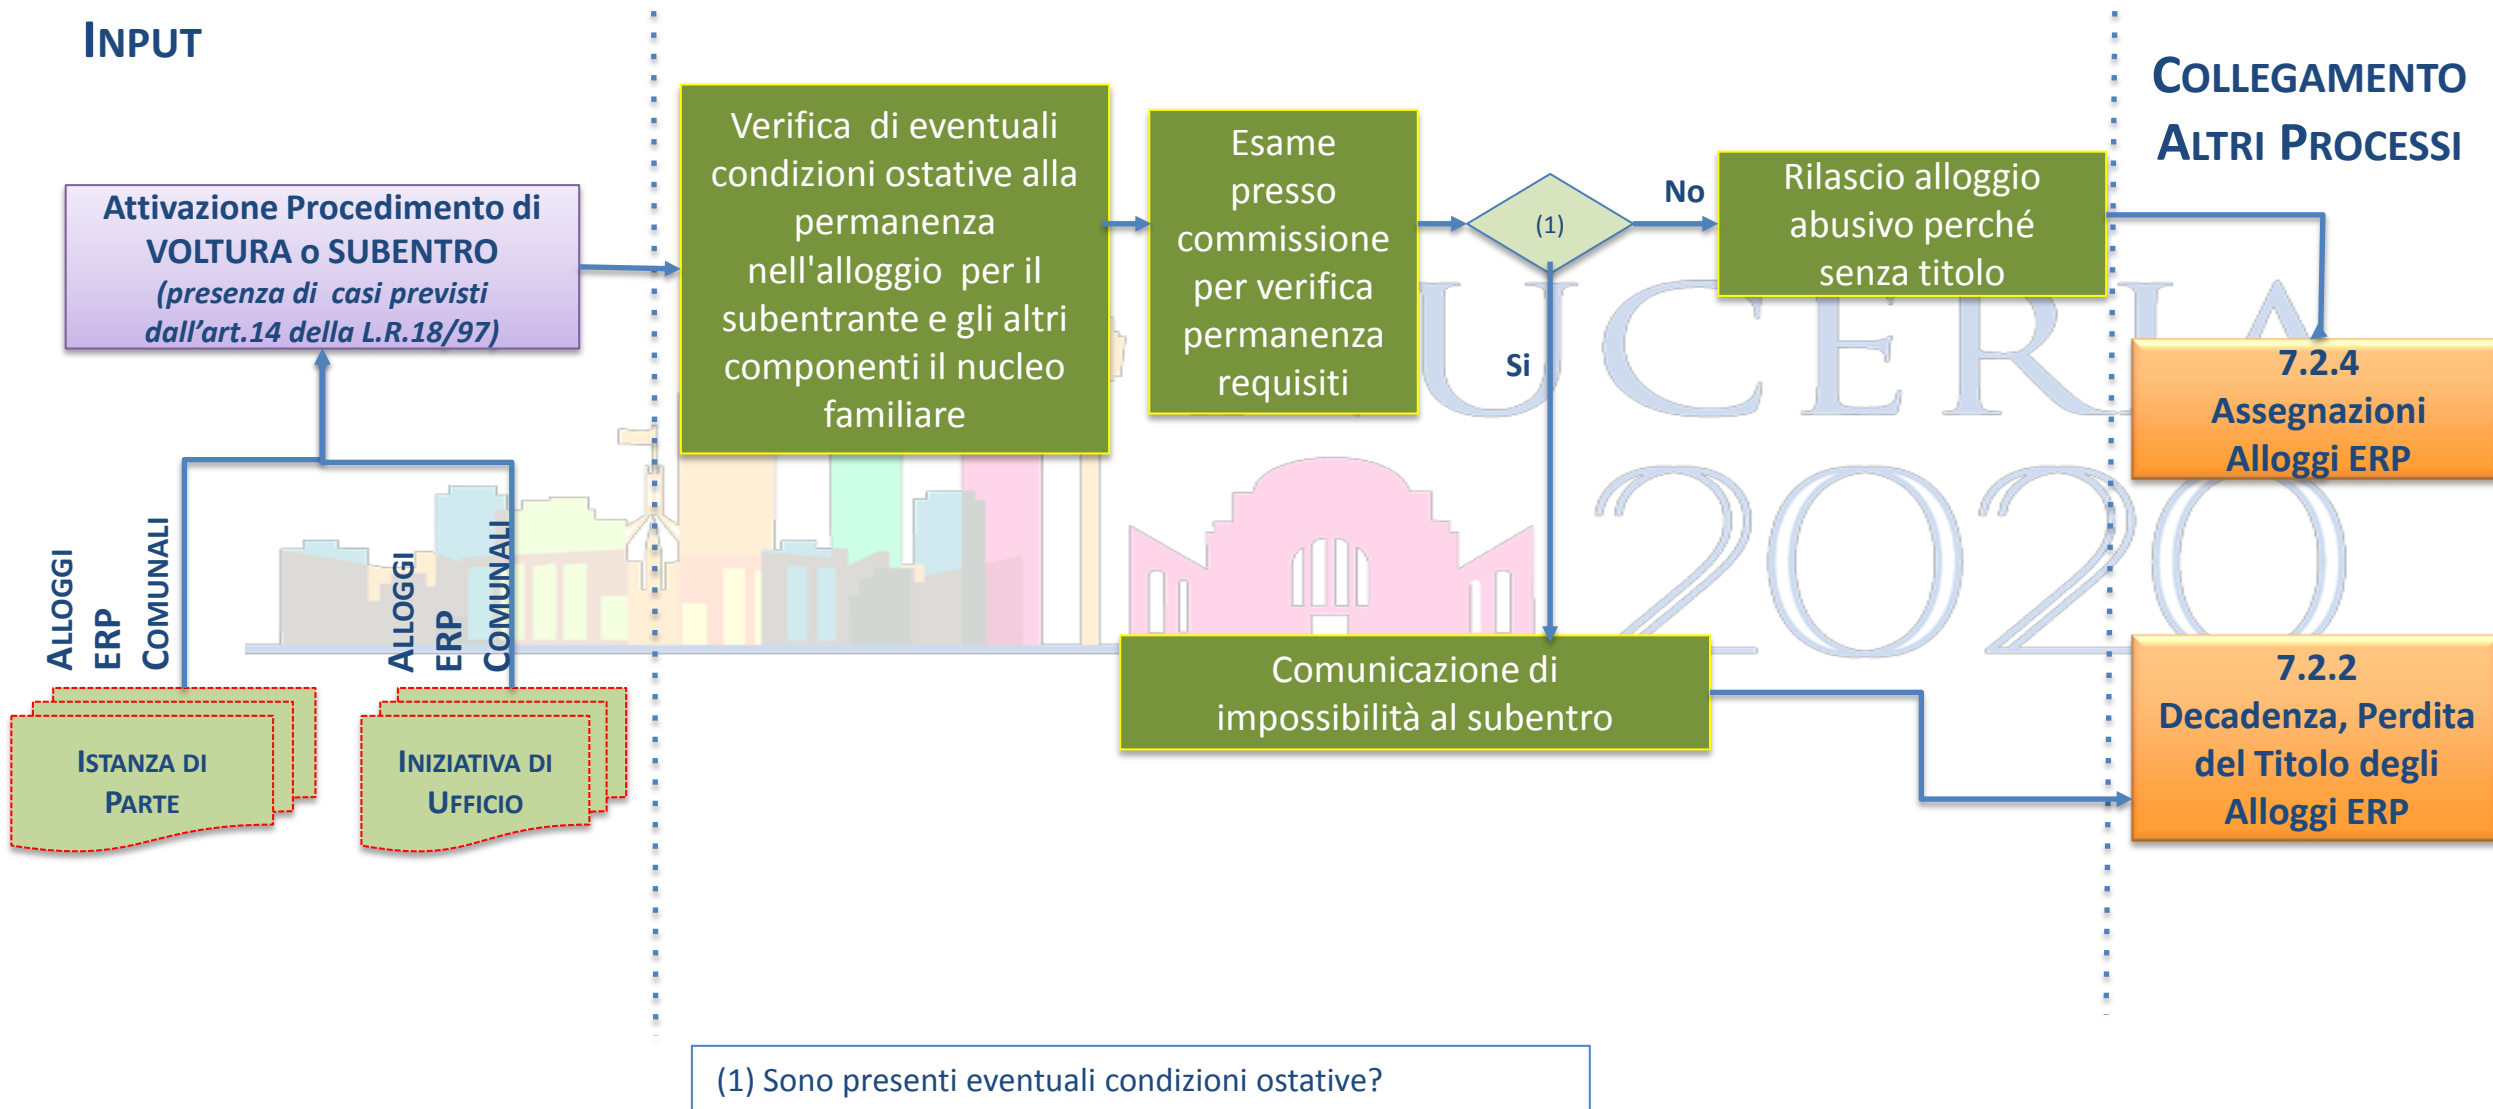 INPUT
COLLEGAMENTO
ALTRI PROCESSI
Attivazione Procedimento di
VOLTURA o SUBENTRO
(presenza di casi previsti
dall'art.14 della L.R.18/97)
Verifica di eventuali
condizioni ostative alla
permanenza
nell'alloggio per il
subentrante e gli altri
componenti il nucleo
familiare
Esame
presso
commissione
per verifica
permanenza
requisiti
(1)
No
Si
Rilascio alloggio
abusivo perché
senza titolo
7.2.4
Assegnazioni
Alloggi ERP
UCERIA
2020
ALLOGGI
ERP
COMUNALI
ALLOGGI
ERP
COMUNALI
ISTANZA DI
PARTE
INIZIATIVA DI
UFFICIO
Comunicazione di
impossibilità al subentro
7.2.2
Decadenza, Perdita
del Titolo degli
Alloggi ERP
(1) Sono presenti eventuali condizioni ostative?